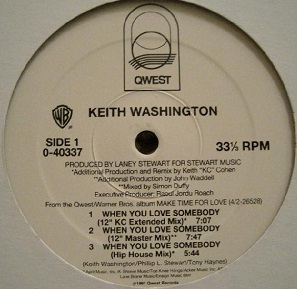 QWEST
KEITH WASHINGTON
SIDE 1
0-40337
33⅓ RPM
PRODUCED BY LANEY STEWART FOR STEWART MUSIC
*Additional Production and Remix by Keith "KC" Cohen
**Additional Production by John Waddell
**Mixed by Simon Duffy
Executive Producer: Raoul Roach
From the Qwest/Warner Bros. album MAKE TIME FOR LOVE (4/2-26528)
1 WHEN YOU LOVE SOMEBODY
(12" KC Extended Mix)* 7:07
2 WHEN YOU LOVE SOMEBODY
(12" Master Mix)** 6:47
3 WHEN YOU LOVE SOMEBODY
(Hip House Mix)* 5:44
(Keith Washington/Phillip L. Stewart/Tony Haynes)
1991 Qwest Records